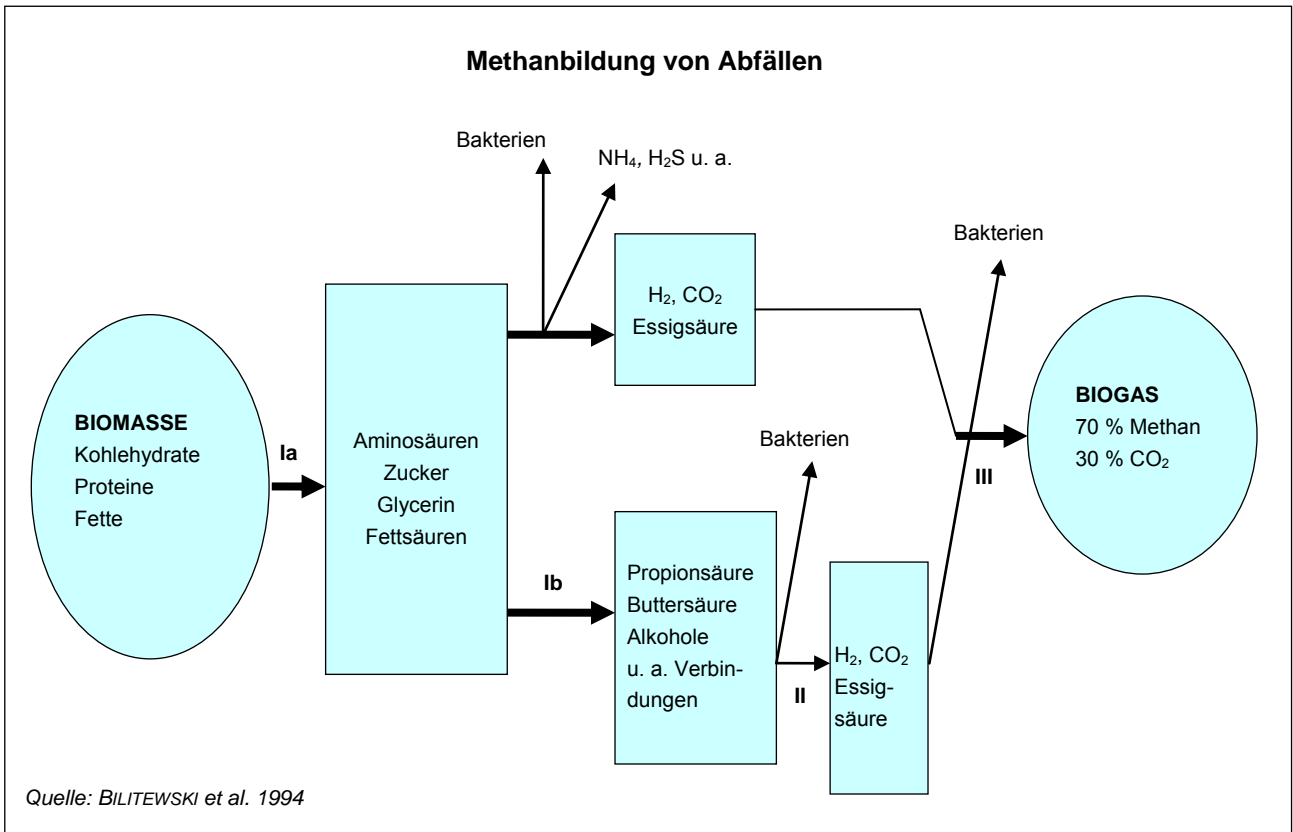 Methanbildung von Abfällen
Bakterien
NH₄, H₂S u. a.
Bakterien
H₂, CO₂
Essigsäure
BIOMASSE
Kohlehydrate
Proteine
Fette
Ia
Aminosäuren
Zucker
Glycerin
Fettsäuren
BIOGAS
70 % Methan
30 % CO₂
Bakterien
III
Ib
Propionsäure
Buttersäure
Alkohole
u. a. Verbin-
dungen
II
H₂, CO₂
Essig-
säure
Quelle: BILITEWSKI et al. 1994